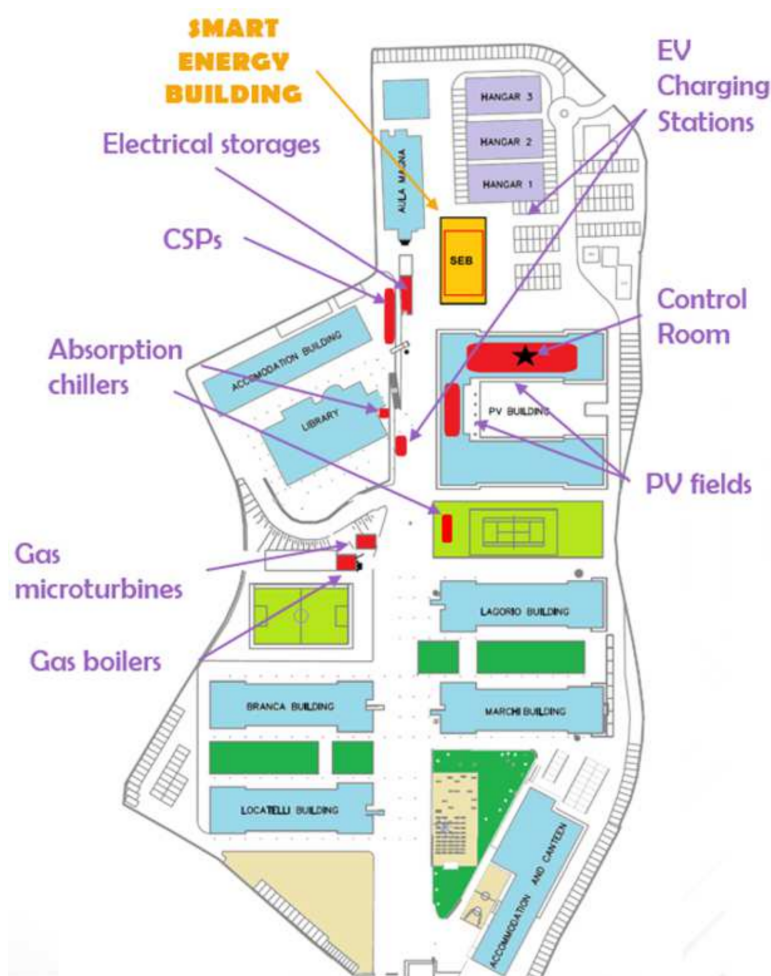 SMART
ENERGY
BUILDING
EV
Charging
Stations
Electrical storages
CSPs
Absorption
chillers
Control
Room
PV fields
Gas
microturbines
Gas boilers
HANGAR 3
HANGAR 2
HANGAR 1
AULA MAGNA
SEB
ACCOMODATION BUILDING
LIBRARY
PV BUILDING
LAGORIO BUILDING
BRANCA BUILDING
MARCHI BUILDING
LOCATELLI BUILDING
ACCOMMODATION AND CANTEEN